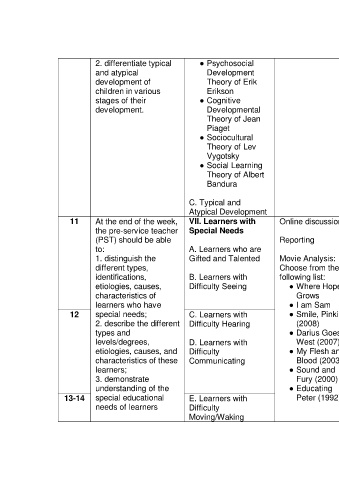 2. differentiate typical
and atypical
development of
children in various
stages of their
development.
● Psychosocial
Development
Theory of Erik
Erikson
● Cognitive
Developmental
Theory of Jean
Piaget
● Sociocultural
Theory of Lev
Vygotsky
● Social Learning
Theory of Albert
Bandura
C. Typical and
Atypical Development
11
At the end of the week,
the pre-service teacher
(PST) should be able
to:
1. distinguish the
different types,
identifications,
etiologies, causes,
characteristics of
learners who have
special needs;
2. describe the different
types and
levels/degrees,
etiologies, causes, and
characteristics of these
learners;
3. demonstrate
understanding of the
special educational
needs of learners
VII. Learners with
Special Needs
A. Learners who are
Gifted and Talented
B. Learners with
Difficulty Seeing
Online discussion
Reporting
Movie Analysis:
Choose from the
following list:
● Where Hope
Grows
● I am Sam
● Smile, Pinki
(2008)
● Darius Goes
West (2007)
● My Flesh an
Blood (2003
● Sound and
Fury (2000)
● Educating
Peter (1992
12
C. Learners with
Difficulty Hearing
D. Learners with
Difficulty
Communicating
13-14
E. Learners with
Difficulty
Moving/Waking